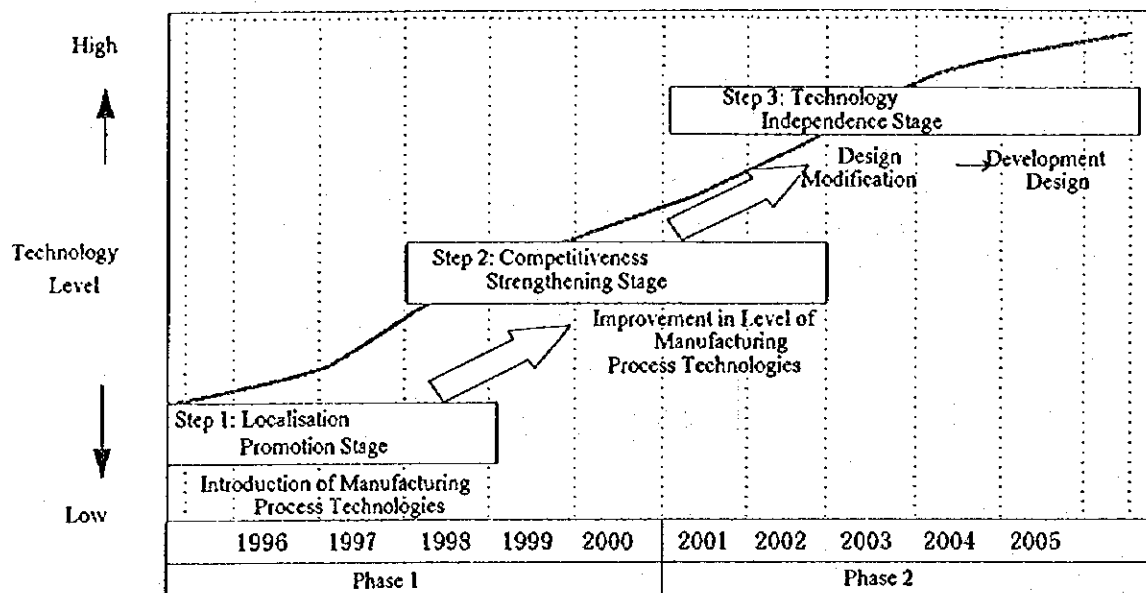 High
Technology
Level
Low
Step 3: Technology
Independence Stage
Design
Modification
Development
Design
Step 2: Competitiveness
Strengthening Stage
Improvement in Level of
Manufacturing
Process Technologies
Step 1: Localisation
Promotion Stage
Introduction of Manufacturing
Process Technologies
1996 1997 1998 1999 2000 2001 2002 2003 2004 2005
Phase 1 Phase 2